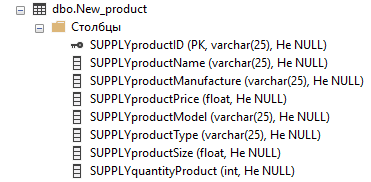 dbo.New_product
Столбцы
SUPPLYproductID (PK, varchar(25), Не NULL)
SUPPLYproductName (varchar(25), Не NULL)
SUPPLYproductManufacture (varchar(25), Не NULL)
SUPPLYproductPrice (float, Не NULL)
SUPPLYproductModel (varchar(25), Не NULL)
SUPPLYproductType (varchar(25), Не NULL)
SUPPLYproductSize (float, Не NULL)
SUPPLYquantityProduct (int, Не NULL)